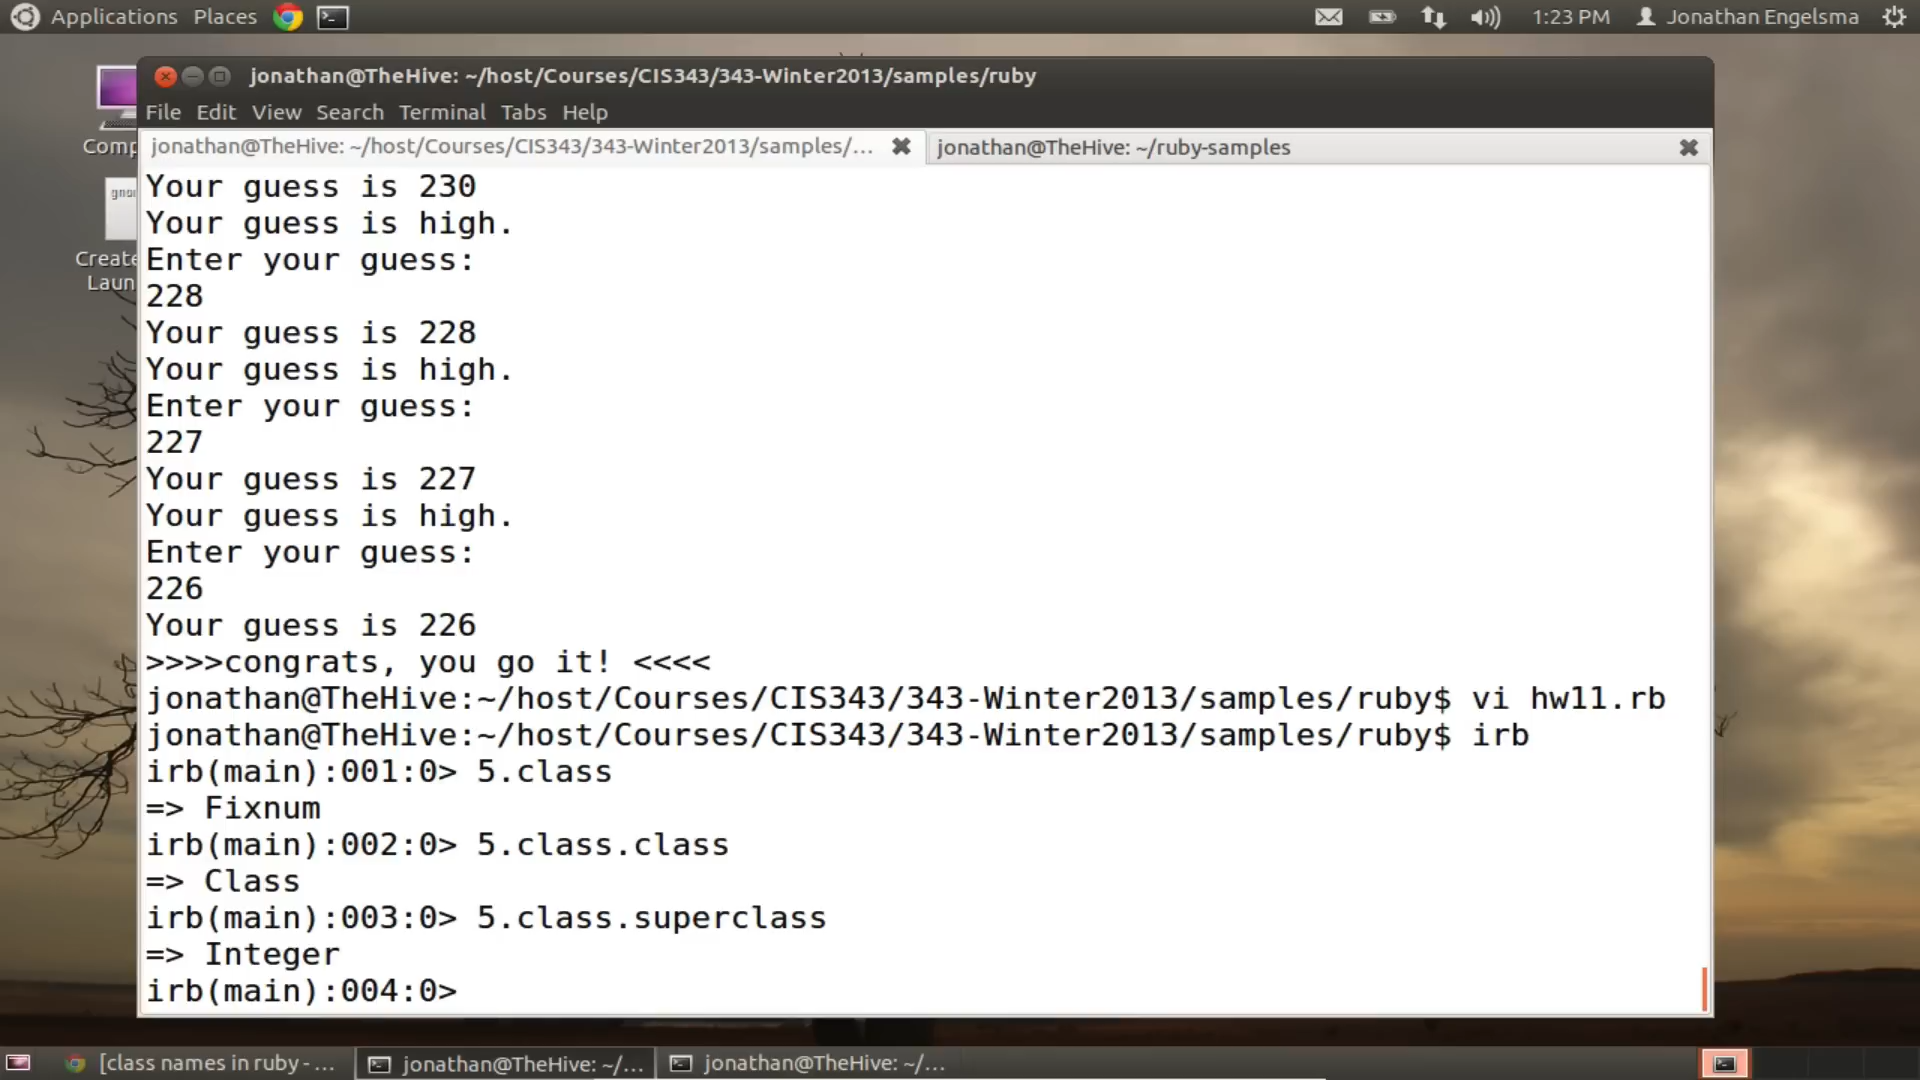 Applications Places 1:23 PM Jonathan Engelsma
jonathan@TheHive: ~/host/Courses/CIS343/343-Winter2013/samples/ruby
File Edit View Search Terminal Tabs Help
jonathan@TheHive: ~/host/Courses/CIS343/343-Winter2013/samples/... jonathan@TheHive: ~/ruby-samples
Comp
gno
Create
Laun
Your guess is 230
Your guess is high.
Enter your guess:
228
Your guess is 228
Your guess is high.
Enter your guess:
227
Your guess is 227
Your guess is high.
Enter your guess:
226
Your guess is 226
>>>>congrats, you go it! <<<<
jonathan@TheHive:~/host/Courses/CIS343/343-Winter2013/samples/ruby$ vi hw11.rb
jonathan@TheHive:~/host/Courses/CIS343/343-Winter2013/samples/ruby$ irb
irb(main):001:0> 5.class
=> Fixnum
irb(main):002:0> 5.class.class
=> Class
irb(main):003:0> 5.class.superclass
=> Integer
irb(main):004:0>
[class names in ruby - ... jonathan@TheHive: ~/... jonathan@TheHive: ~/...